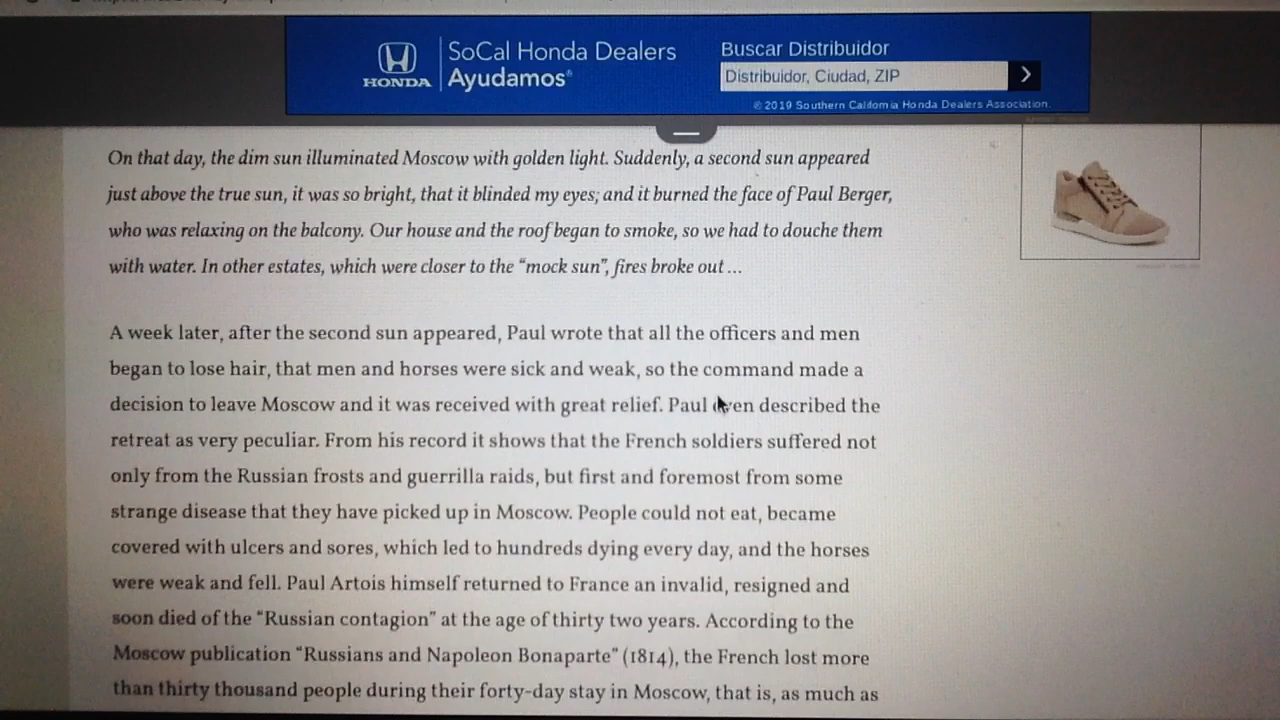 HONDA
SoCal Honda Dealers
Ayudamos®
Buscar Distribuidor
Distribuidor, Ciudad, ZIP
© 2019 Southern California Honda Dealers Association.
On that day, the dim sun illuminated Moscow with golden light. Suddenly, a second sun appeared
just above the true sun, it was so bright, that it blinded my eyes; and it burned the face of Paul Berger,
who was relaxing on the balcony. Our house and the roof began to smoke, so we had to douche them
with water. In other estates, which were closer to the “mock sun”, fires broke out …
A week later, after the second sun appeared, Paul wrote that all the officers and men
began to lose hair, that men and horses were sick and weak, so the command made a
decision to leave Moscow and it was received with great relief. Paul even described the
retreat as very peculiar. From his record it shows that the French soldiers suffered not
only from the Russian frosts and guerrilla raids, but first and foremost from some
strange disease that they have picked up in Moscow. People could not eat, became
covered with ulcers and sores, which led to hundreds dying every day, and the horses
were weak and fell. Paul Artois himself returned to France an invalid, resigned and
soon died of the “Russian contagion” at the age of thirty two years. According to the
Moscow publication “Russians and Napoleon Bonaparte” (1814), the French lost more
than thirty thousand people during their forty-day stay in Moscow, that is, as much as